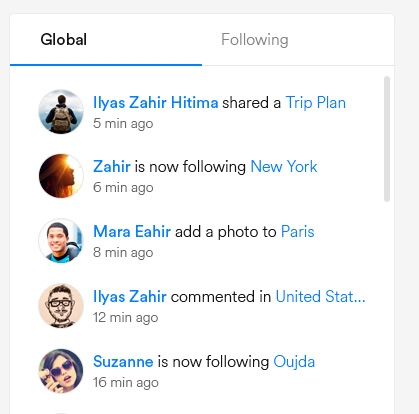 Global
Following
Ilyas Zahir Hitima shared a Trip Plan
5 min ago
Zahir is now following New York
6 min ago
Mara Eahir add a photo to Paris
8 min ago
Ilyas Zahir commented in United Stat...
12 min ago
Suzanne is now following Oujda
16 min ago